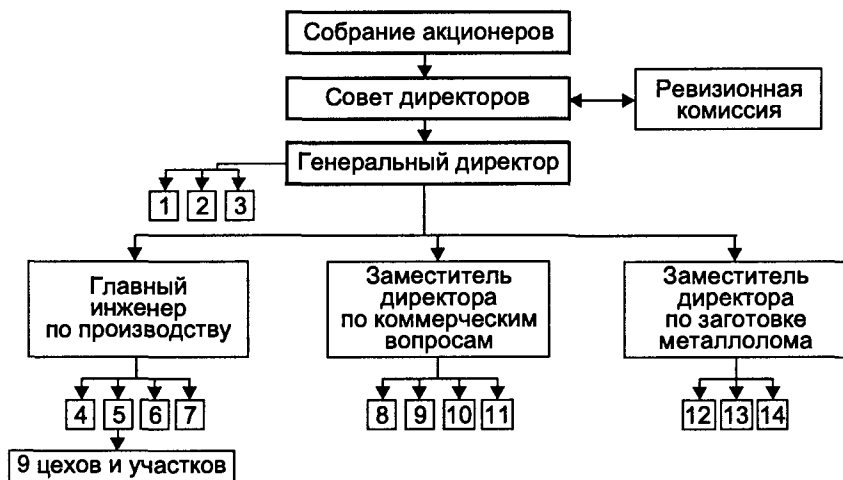 Собрание акционеров
Совет директоров
Ревизионная
комиссия
Генеральный директор
1 2 3
Главный
инженер
по производству
Заместитель
директора
по коммерческим
вопросам
Заместитель
директора
по заготовке
металлолома
4 5 6 7
8 9 10 11
12 13 14
9 цехов и участков